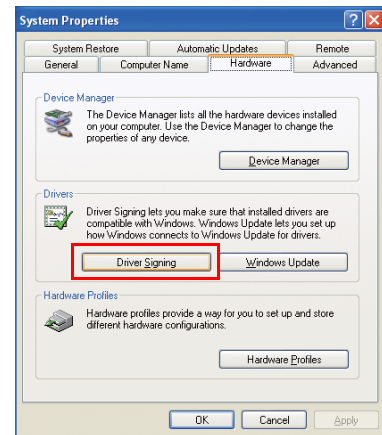 System Properties
System Restore Automatic Updates Remote
General Computer Name Hardware Advanced
Device Manager
The Device Manager lists all the hardware devices installed
on your computer. Use the Device Manager to change the
properties of any device.
Device Manager
Drivers
Driver Signing lets you make sure that installed drivers are
compatible with Windows. Windows Update lets you set up
how Windows connects to Windows Update for drivers.
Driver Signing Windows Update
Hardware Profiles
Hardware profiles provide a way for you to set up and store
different hardware configurations.
Hardware Profiles
OK Cancel Apply